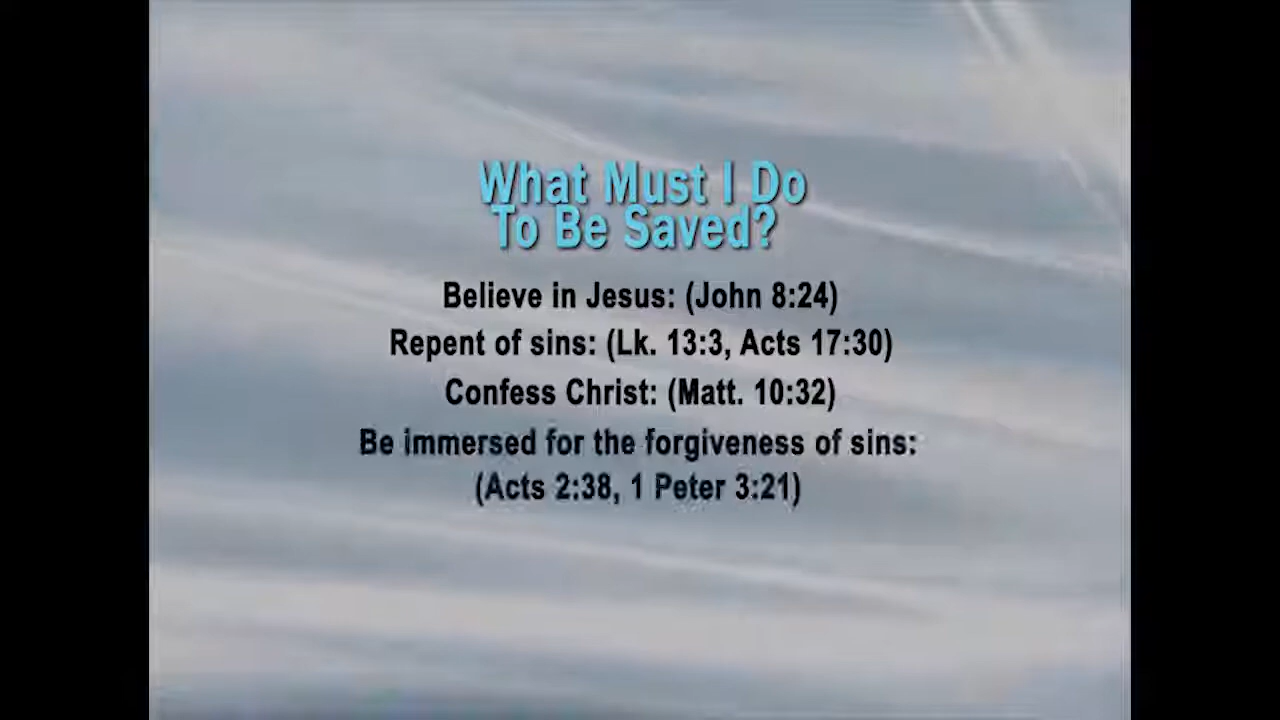 What Must I Do
To Be Saved?
Believe in Jesus: (John 8:24)
Repent of sins: (Lk. 13:3, Acts 17:30)
Confess Christ: (Matt. 10:32)
Be immersed for the forgiveness of sins:
(Acts 2:38, 1 Peter 3:21)